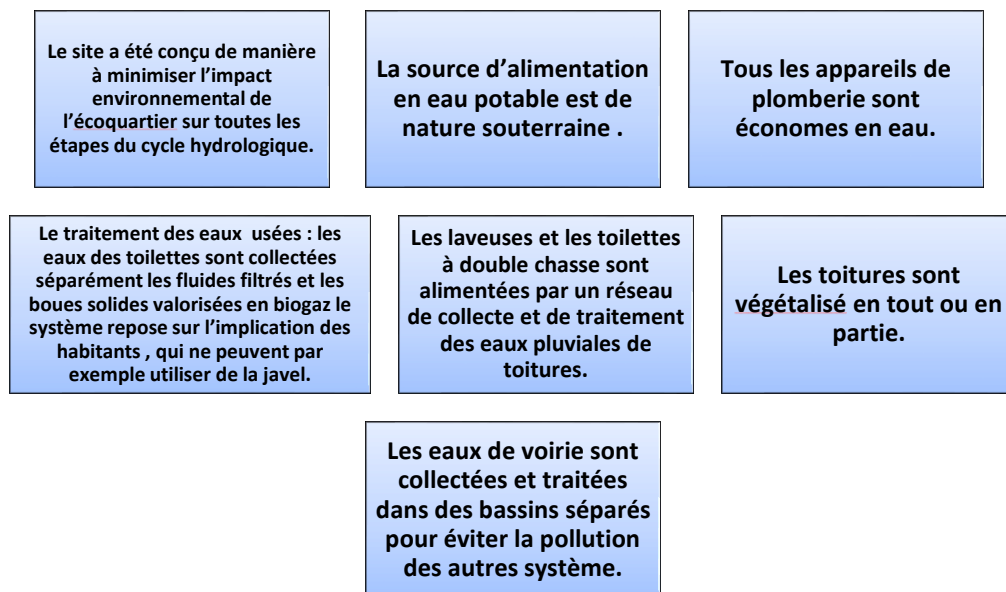 Le site a été conçu de manière
à minimiser l'impact
environnemental de
l'écoquartier sur toutes les
étapes du cycle hydrologique.
La source d'alimentation
en eau potable est de
nature souterraine .
Tous les appareils de
plomberie sont
économes en eau.
Le traitement des eaux  usées : les
eaux des toilettes sont collectées
séparément les fluides filtrés et les
boues solides valorisées en biogaz le
système repose sur l'implication des
habitants , qui ne peuvent par
exemple utiliser de la javel.
Les laveuses et les toilettes
à double chasse sont
alimentées par un réseau
de collecte et de traitement
des eaux pluviales de
toitures.
Les toitures sont
végétalisé en tout ou en
partie.
Les eaux de voirie sont
collectées et traitées
dans des bassins séparés
pour éviter la pollution
des autres système.